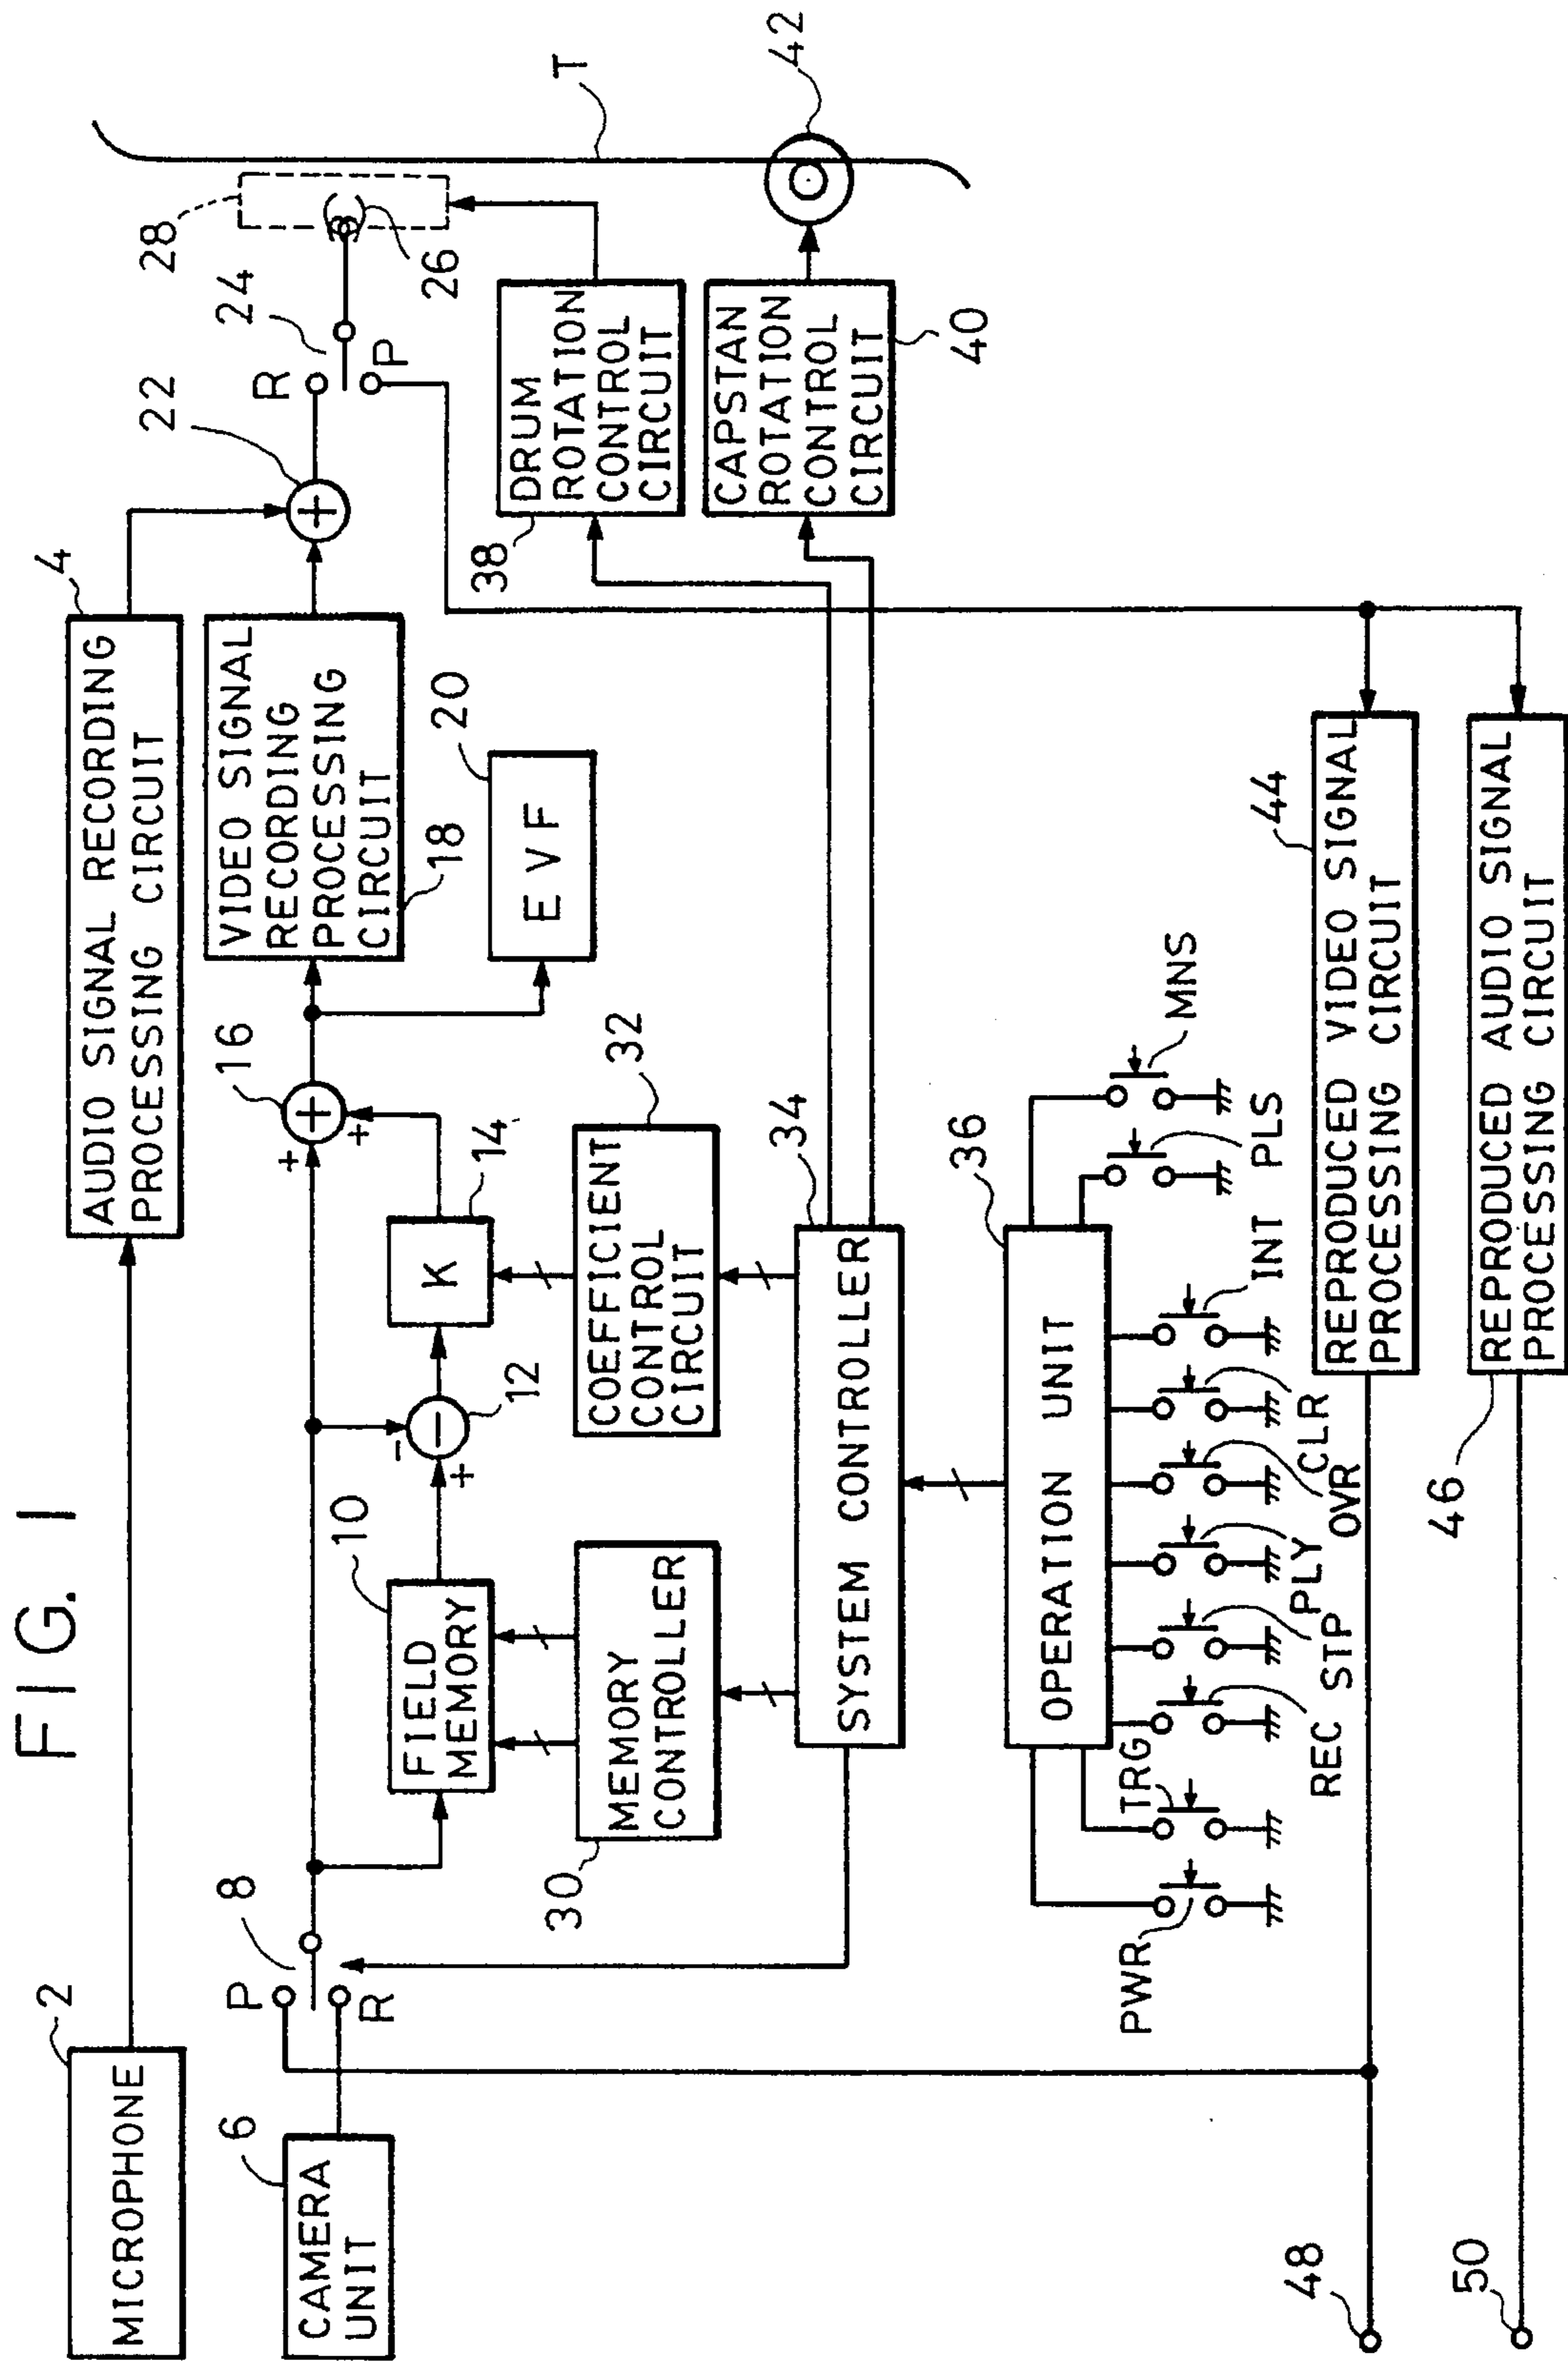 FIG. 1
MICROPHONE
2
AUDIO SIGNAL RECORDING
PROCESSING CIRCUIT
4
CAMERA
UNIT
6
P
R
8
FIELD
MEMORY
10
+
-
−
12
K
14
+
+
+
16
VIDEO SIGNAL
RECORDING
PROCESSING
CIRCUIT
18
EVF
20
+
22
R
P
24
26
28
T
MEMORY
CONTROLLER
30
COEFFICIENT
CONTROL
CIRCUIT
32
SYSTEM CONTROLLER
34
DRUM
ROTATION
CONTROL
CIRCUIT
38
CAPSTAN
ROTATION
CONTROL
CIRCUIT
40
42
OPERATION UNIT
36
PWR
TRG
REC
STP
PLY
OVR
CLR
INT
PLS
MNS
REPRODUCED VIDEO SIGNAL
PROCESSING CIRCUIT
44
REPRODUCED AUDIO SIGNAL
PROCESSING CIRCUIT
46
48
50